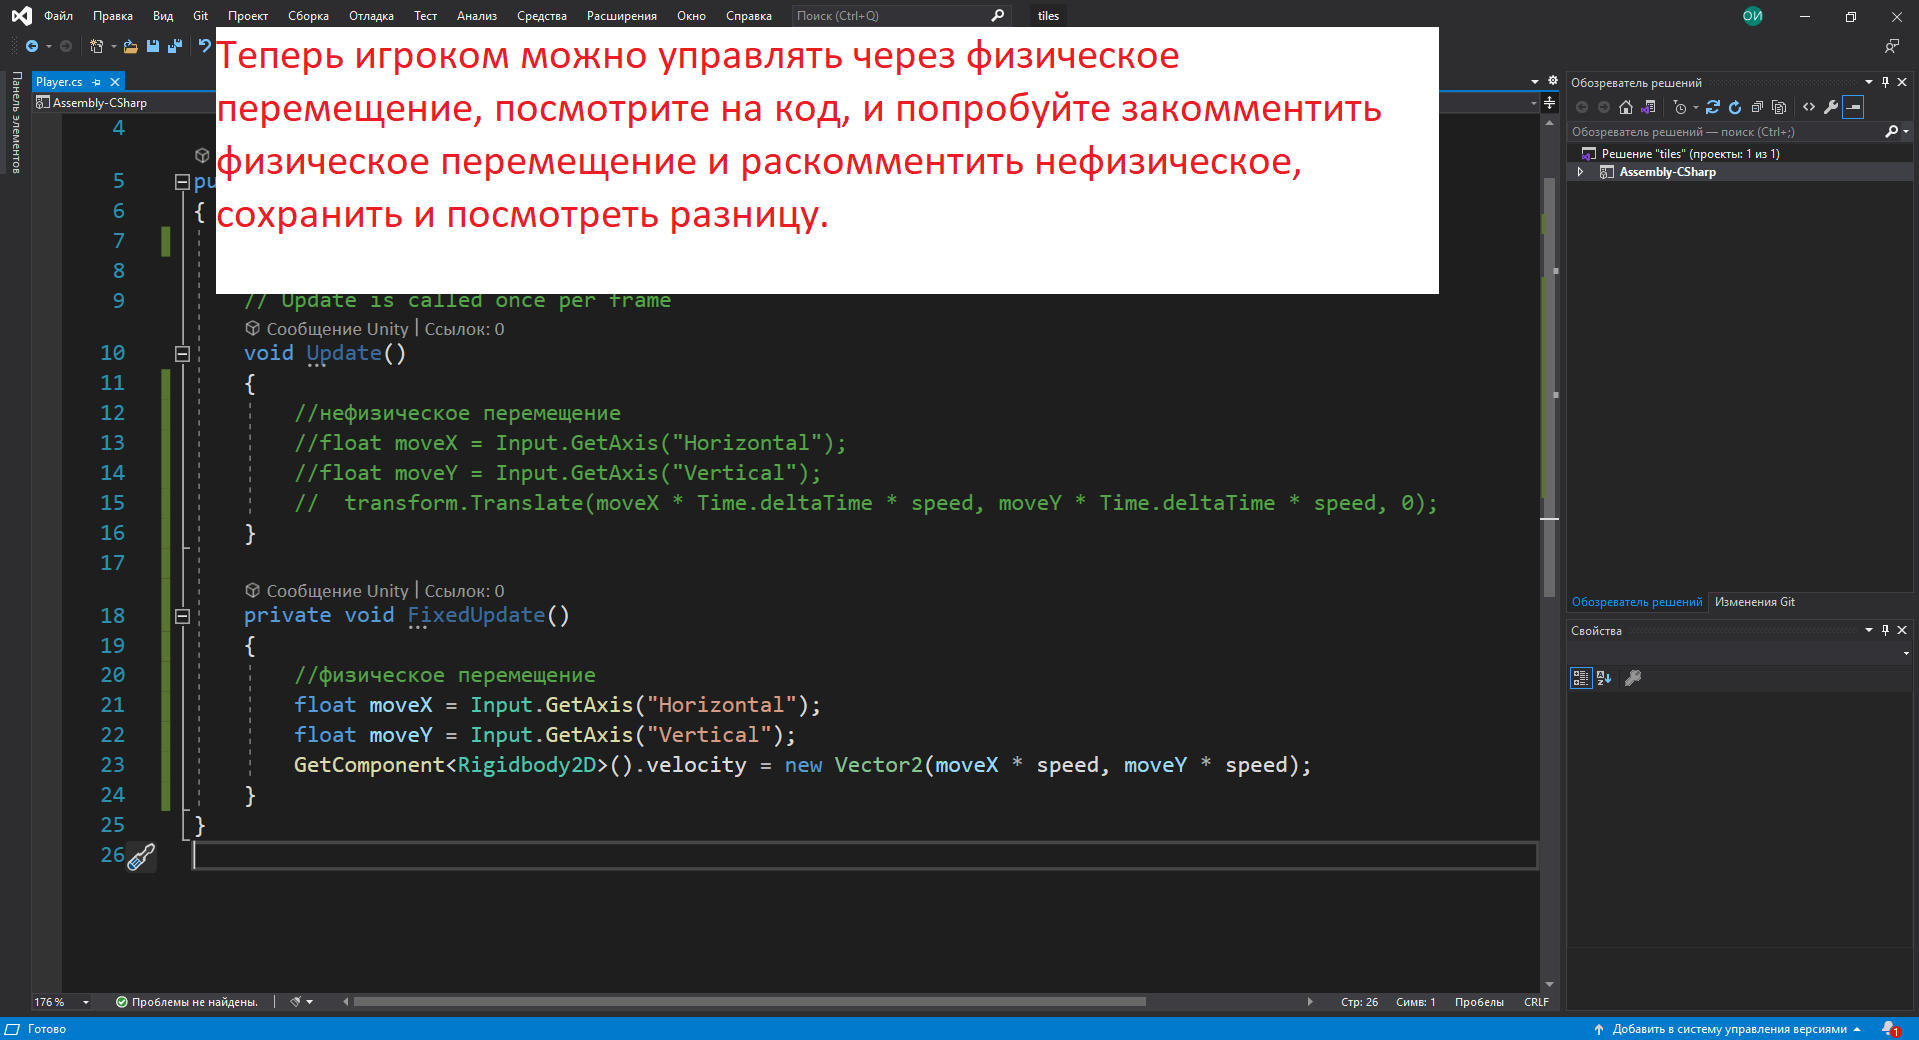 Файл Правка Вид Git Проект Сборка Отладка Тест Анализ Средства Расширения Окно Справка Поиск (Ctrl+Q) tiles ОИ
Теперь игроком можно управлять через физическое
перемещение, посмотрите на код, и попробуйте закомментить
физическое перемещение и раскомментить нефизическое,
сохранить и посмотреть разницу.
Панель элементов
Player.cs
Assembly-CSharp
4
5 pu
6 {
7
8
9 // Update is called once per frame
Сообщение Unity | Ссылок: 0
10 void Update()
11 {
12 //нефизическое перемещение
13 //float moveX = Input.GetAxis("Horizontal");
14 //float moveY = Input.GetAxis("Vertical");
15 //  transform.Translate(moveX * Time.deltaTime * speed, moveY * Time.deltaTime * speed, 0);
16 }
17
Сообщение Unity | Ссылок: 0
18 private void FixedUpdate()
19 {
20 //физическое перемещение
21 float moveX = Input.GetAxis("Horizontal");
22 float moveY = Input.GetAxis("Vertical");
23 GetComponent<Rigidbody2D>().velocity = new Vector2(moveX * speed, moveY * speed);
24 }
25 }
26
176 % Проблемы не найдены. Стр: 26 Симв: 1 Пробелы CRLF
Обозреватель решений
Обозреватель решений — поиск (Ctrl+;)
Решение "tiles" (проекты: 1 из 1)
Assembly-CSharp
Обозреватель решений Изменения Git
Свойства
Готово Добавить в систему управления версиями 1